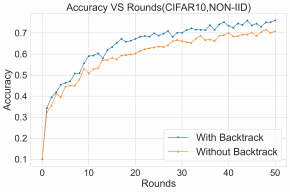 Accuracy VS Rounds(CIFAR10,NON-IID)
Accuracy
0.7
0.6
0.5
0.4
0.3
0.2
0.1
With Backtrack
Without Backtrack
0
10
20
30
40
50
Rounds